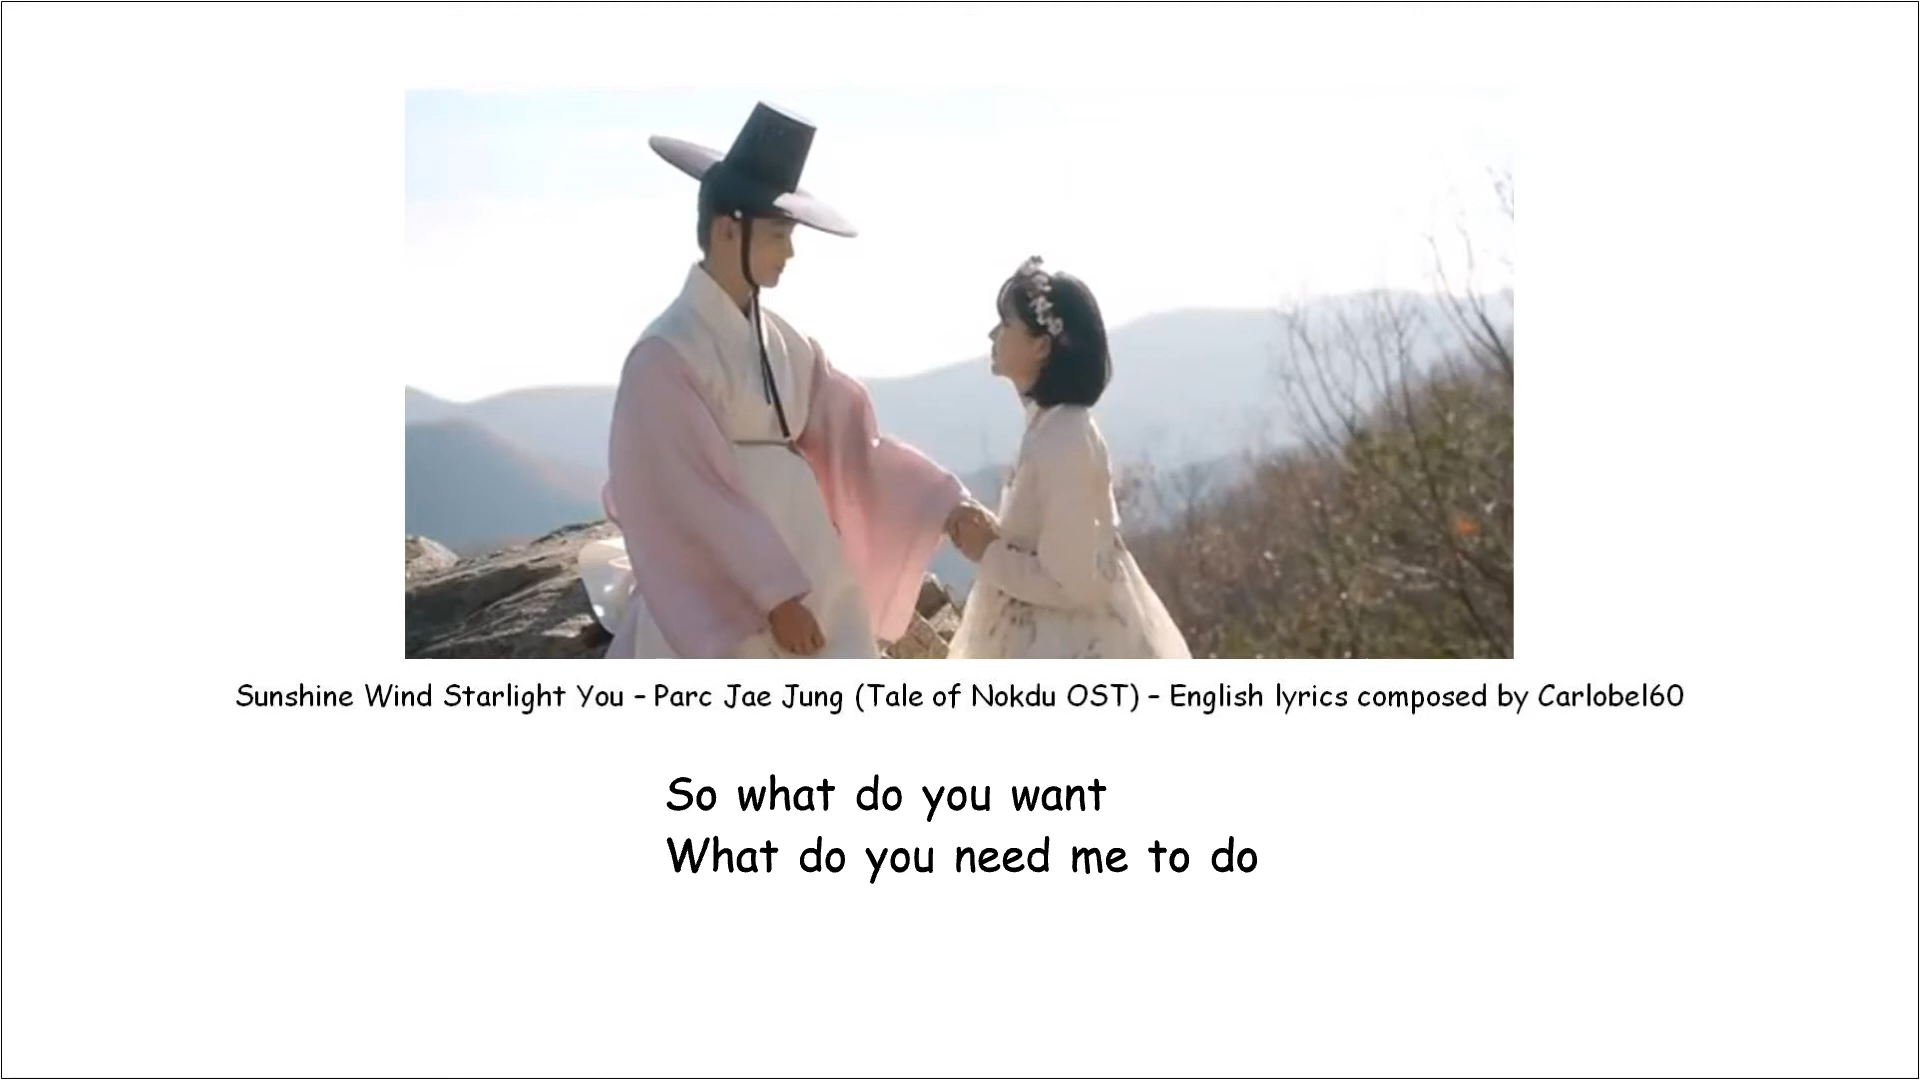 Sunshine Wind Starlight You – Parc Jae Jung (Tale of Nokdu OST) – English lyrics composed by Carlobel60
So what do you want
What do you need me to do